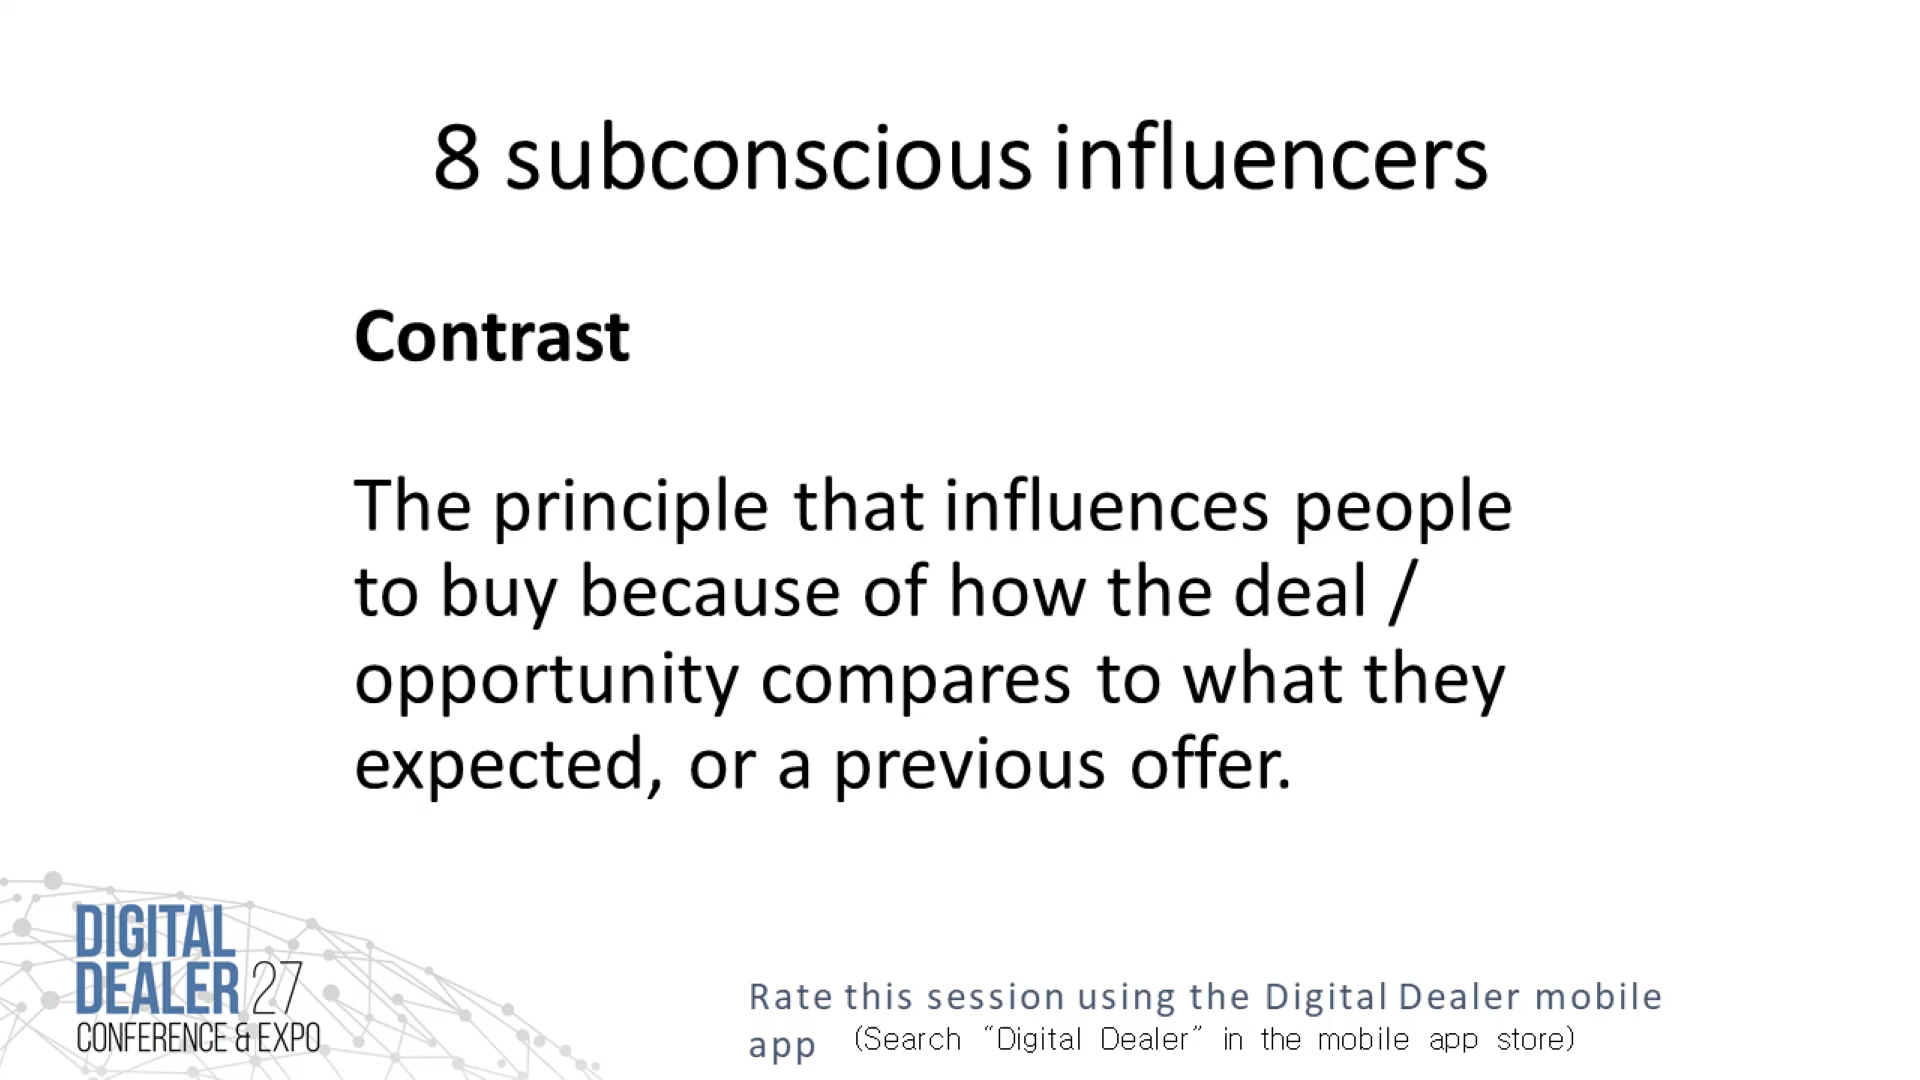 8 subconscious influencers
Contrast
The principle that influences people
to buy because of how the deal /
opportunity compares to what they
expected, or a previous offer.
DIGITAL
DEALER 27
CONFERENCE & EXPO
Rate this session using the Digital Dealer mobile
app (Search “Digital Dealer” in the mobile app store)